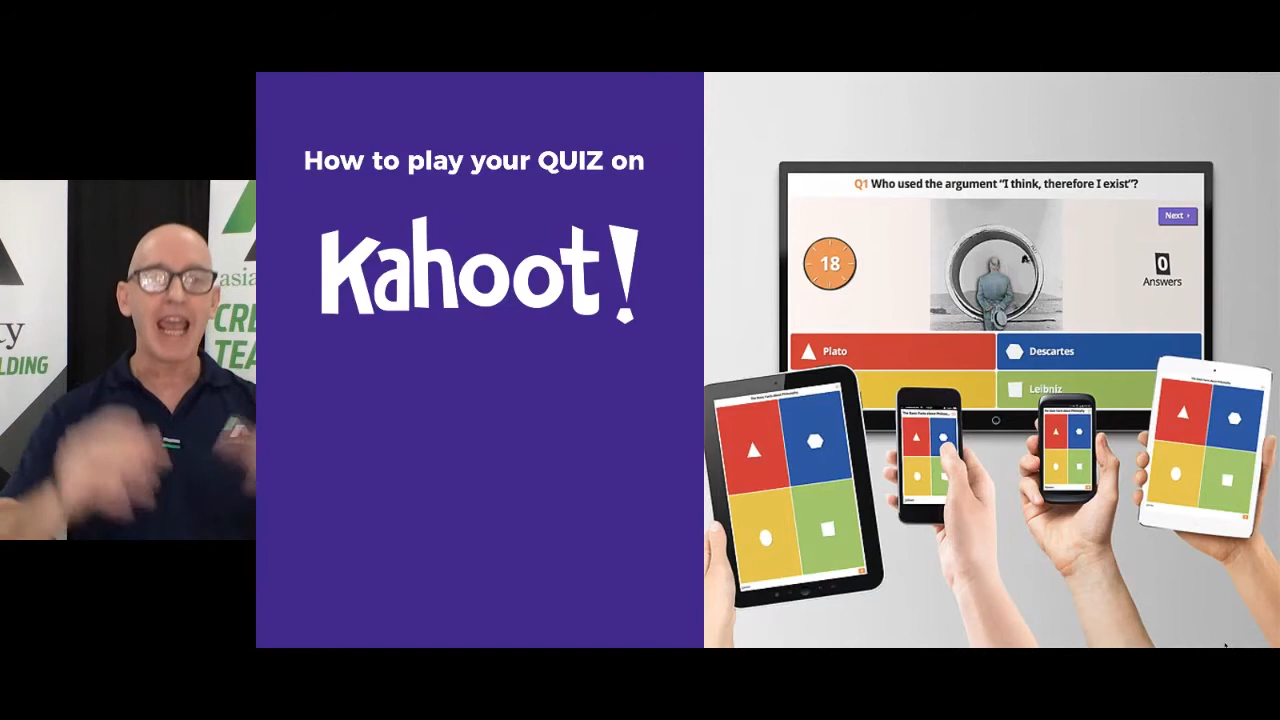 ty
LDING
asia
CRE
TEA
How to play your QUIZ on
Kahoot!
Q1 Who used the argument “I think, therefore I exist”?
Next ›
18
0
Answers
Plato
Descartes
Leibniz